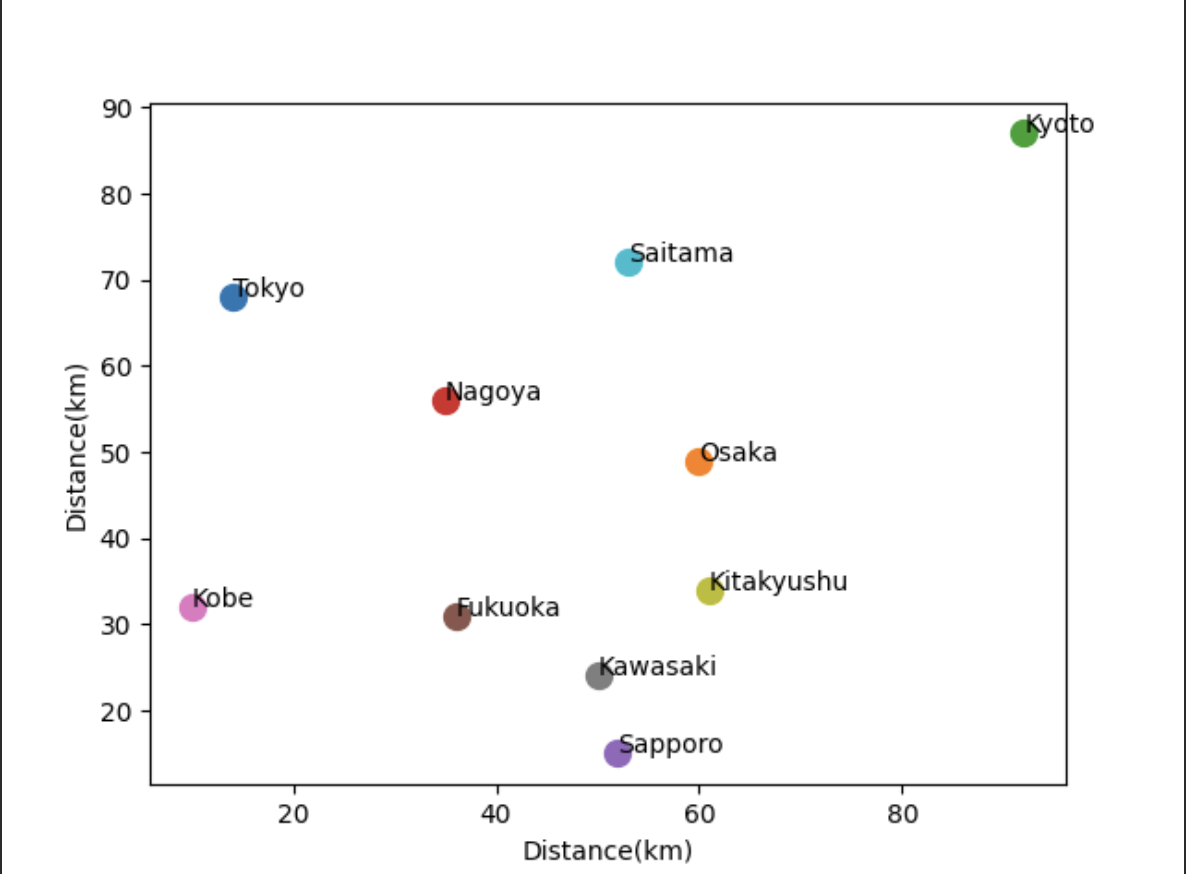 90
Kyoto
80
Saitama
70
Tokyo
60
Nagoya
Distance(km)
50
Osaka
40
Kitakyushu
Kobe
Fukuoka
30
Kawasaki
20
Sapporo
20 40 60 80
Distance(km)